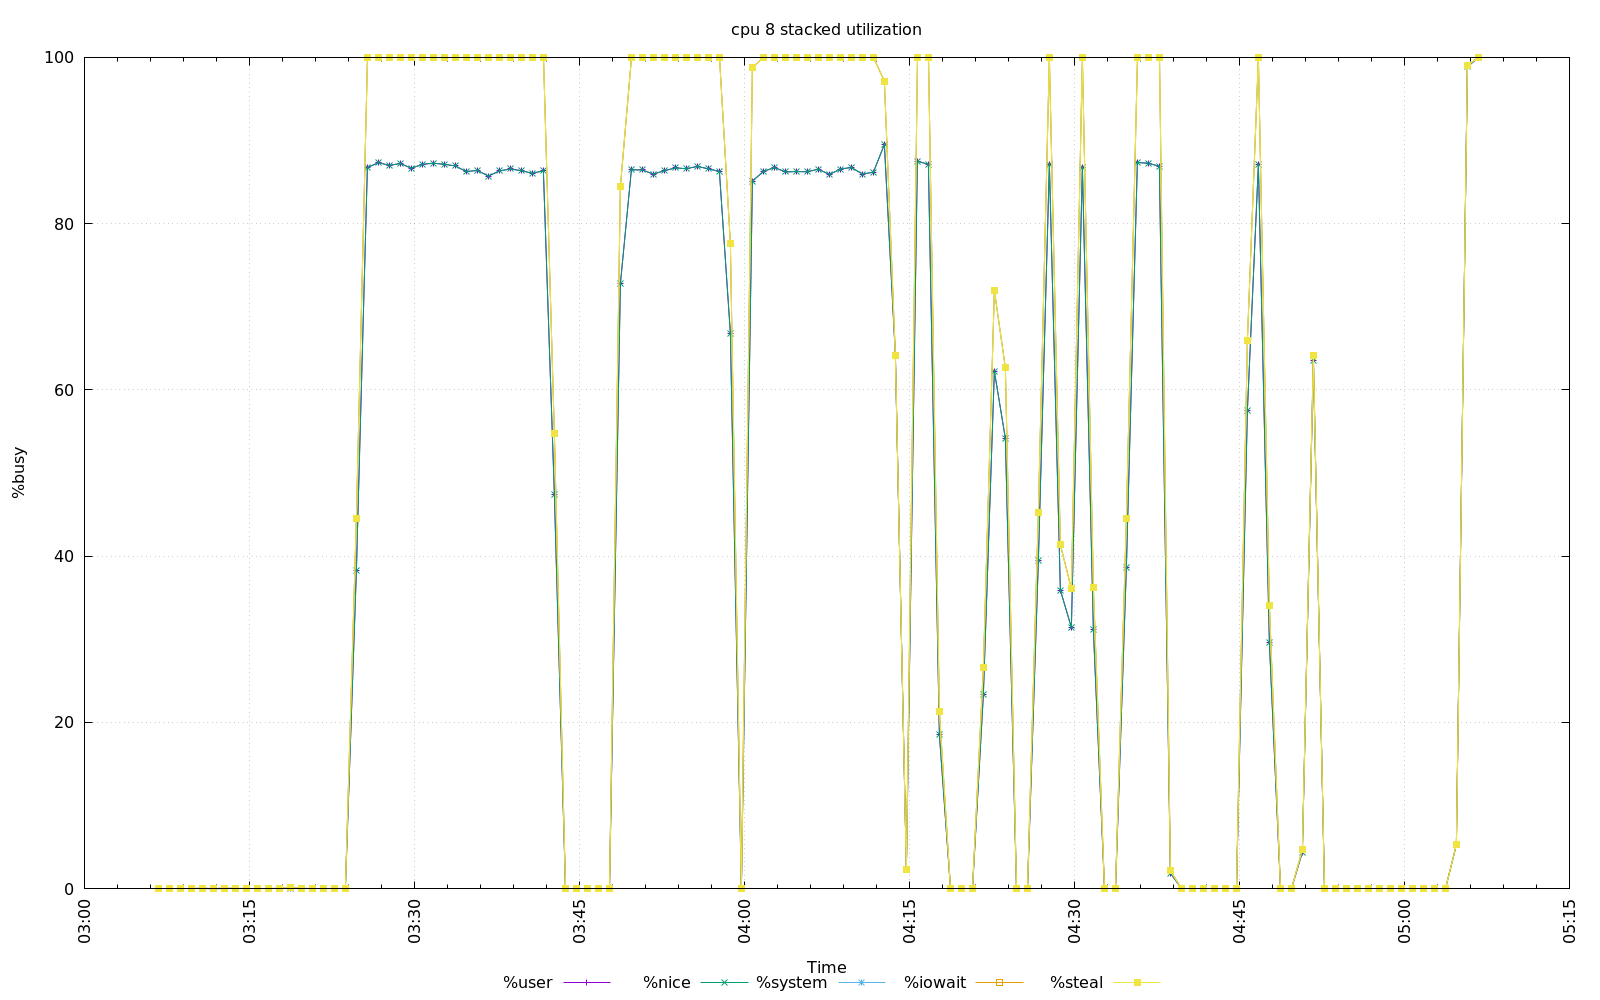 cpu 8 stacked utilization
100
80
60
40
20
0
%busy
03:00 03:15 03:30 03:45 04:00 04:15 04:30 04:45 05:00 05:15
Time
%user %nice %system %iowait %steal